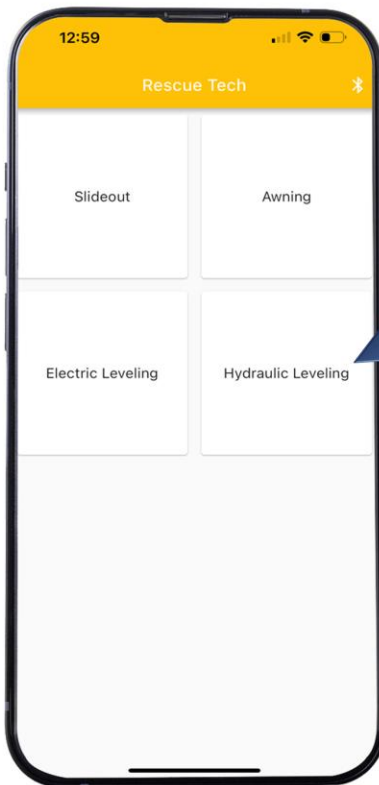 12:59
Rescue Tech
Slideout
Awning
Electric Leveling
Hydraulic Leveling